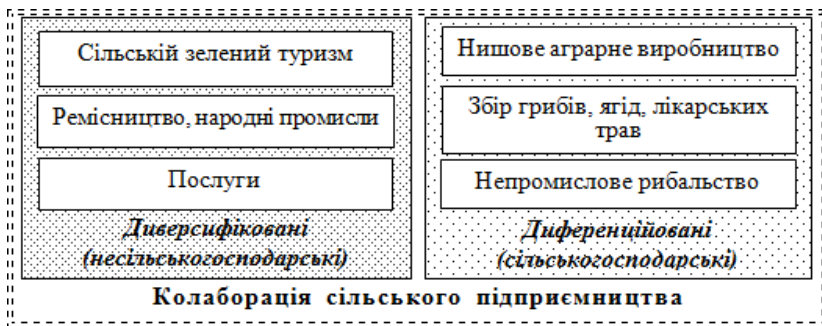 Сільській зелений туризм
Ремісництво, народні промисли
Послуги
Диверсифіковані
(несільськогосподарські)
Нишове аграрне виробництво
Збір грибів, ягід, лікарських
трав
Непромислове рибальство
Диференційовані
(сільськогосподарські)
Колаборація сільського підприємництва